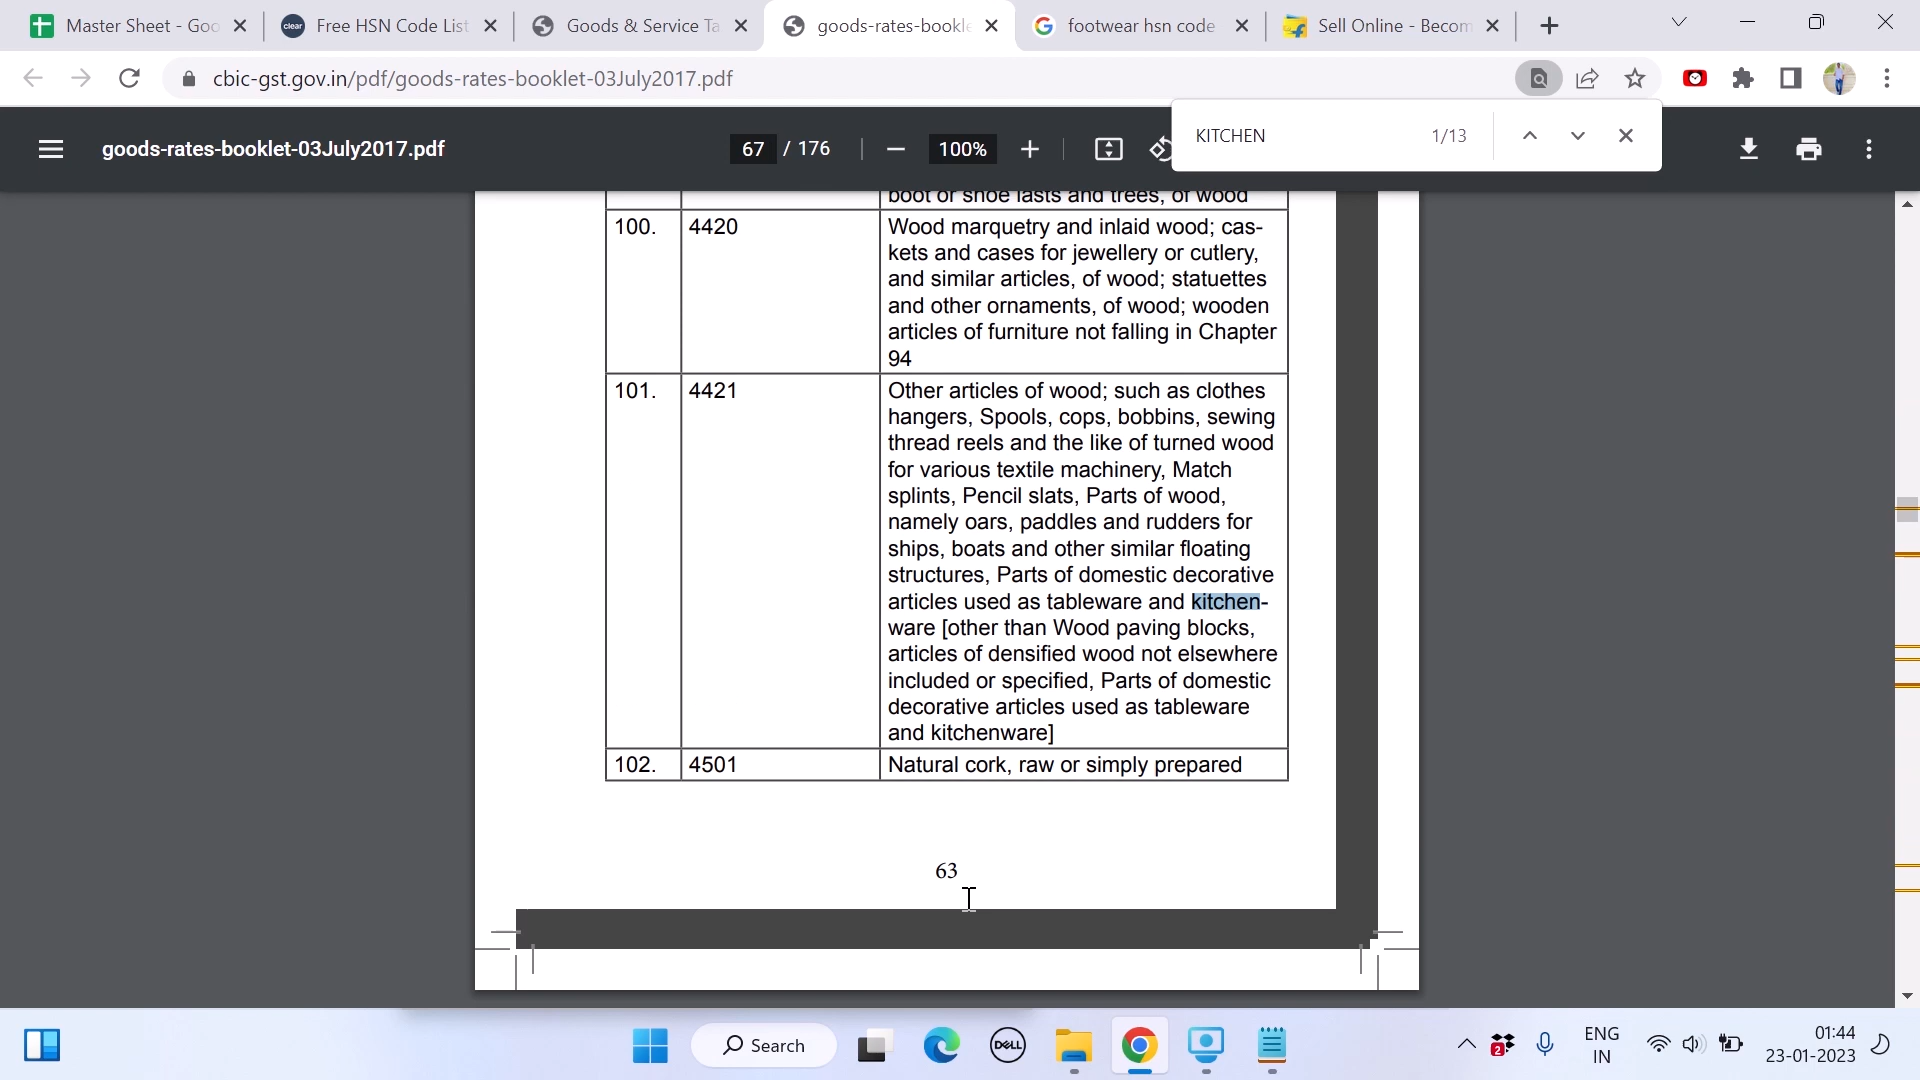 Master Sheet - Goo
Free HSN Code List
Goods & Service Ta
goods-rates-bookle
footwear hsn code
Sell Online - Becom
cbic-gst.gov.in/pdf/goods-rates-booklet-03July2017.pdf
goods-rates-booklet-03July2017.pdf
67 / 176
100%
KITCHEN
1/13
boot or shoe lasts and trees, of wood
100. 4420 Wood marquetry and inlaid wood; cas-
kets and cases for jewellery or cutlery,
and similar articles, of wood; statuettes
and other ornaments, of wood; wooden
articles of furniture not falling in Chapter
94
101. 4421 Other articles of wood; such as clothes
hangers, Spools, cops, bobbins, sewing
thread reels and the like of turned wood
for various textile machinery, Match
splints, Pencil slats, Parts of wood,
namely oars, paddles and rudders for
ships, boats and other similar floating
structures, Parts of domestic decorative
articles used as tableware and kitchen-
ware [other than Wood paving blocks,
articles of densified wood not elsewhere
included or specified, Parts of domestic
decorative articles used as tableware
and kitchenware]
102. 4501 Natural cork, raw or simply prepared
63
Search
DELL
2
ENG
IN
01:44
23-01-2023
clear